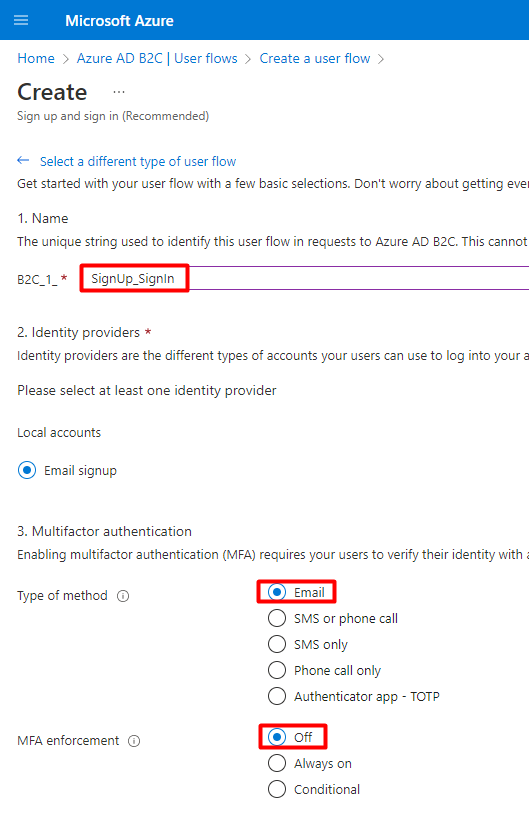 Microsoft Azure
Home > Azure AD B2C | User flows > Create a user flow >
Create ...
Sign up and sign in (Recommended)
← Select a different type of user flow
Get started with your user flow with a few basic selections. Don't worry about getting eve
1. Name
The unique string used to identify this user flow in requests to Azure AD B2C. This cannot
B2C_1_ * SignUp_SignIn
2. Identity providers *
Identity providers are the different types of accounts your users can use to log into your a
Please select at least one identity provider
Local accounts
Email signup
3. Multifactor authentication
Enabling multifactor authentication (MFA) requires your users to verify their identity with a
Type of method Email
SMS or phone call
SMS only
Phone call only
Authenticator app - TOTP
MFA enforcement Off
Always on
Conditional